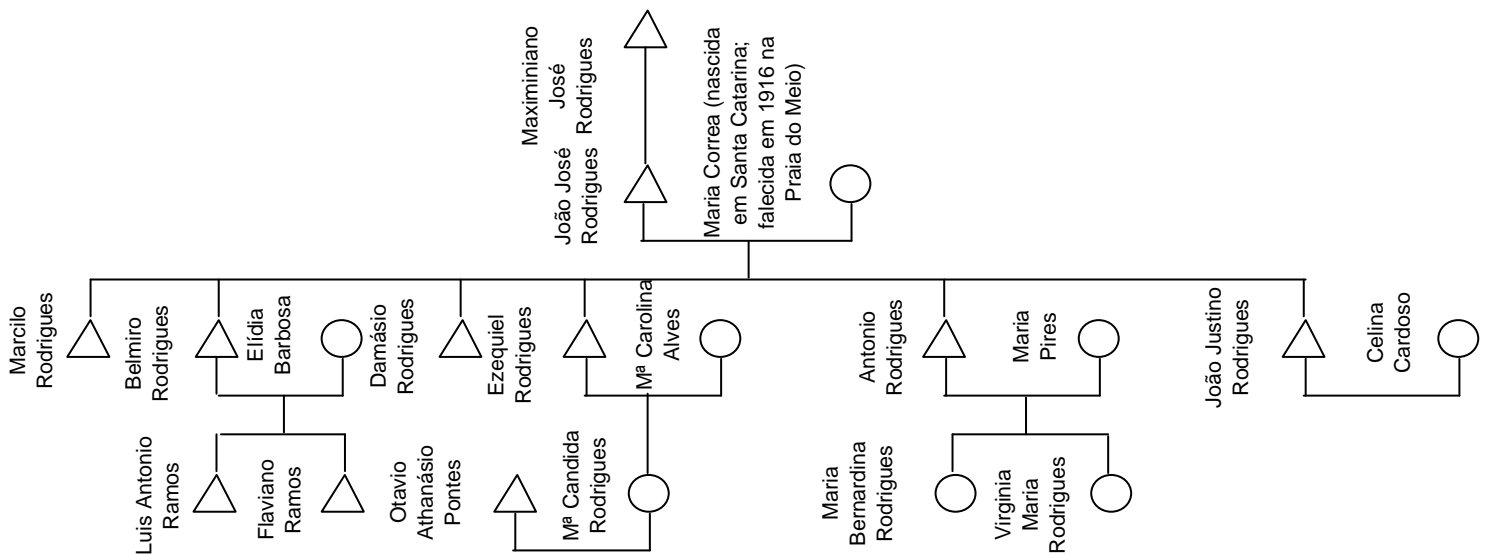 Maximiniano
José
Rodrigues
João José
Rodrigues
Maria Correa (nascida
em Santa Catarina;
falecida em 1916 na
Praia do Meio)
Marcilo
Rodrigues
Belmiro
Rodrigues
Elídia
Barbosa
Damásio
Rodrigues
Ezequiel
Rodrigues
Mª Carolina
Alves
Antonio
Rodrigues
Maria
Pires
João Justino
Rodrigues
Celina
Cardoso
Luis Antonio
Ramos
Flaviano
Ramos
Otavio
Athanásio
Pontes
Mª Candida
Rodrigues
Maria
Bernardina
Rodrigues
Virginia
Maria
Rodrigues